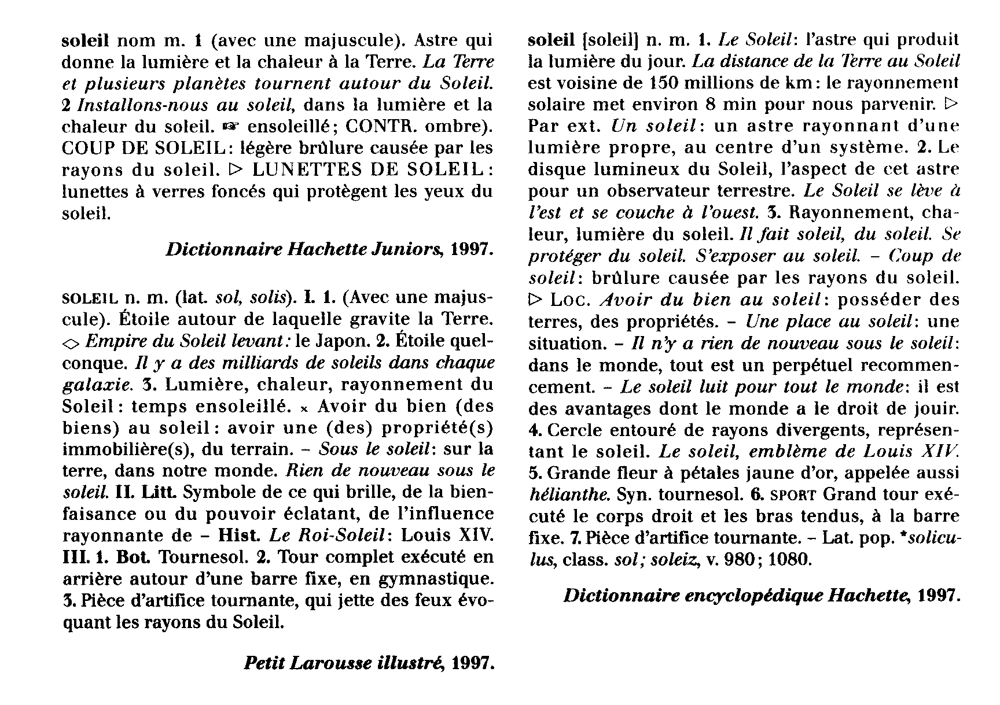 soleil nom m. 1 (avec une majuscule). Astre qui
donne la lumière et la chaleur à la Terre. La Terre
et plusieurs planètes tournent autour du Soleil.
2 Installons-nous au soleil, dans la lumière et la
chaleur du soleil. ☞ ensoleillé ; CONTR. ombre).
COUP DE SOLEIL : légère brûlure causée par les
rayons du soleil. ▷ LUNETTES DE SOLEIL :
lunettes à verres foncés qui protègent les yeux du
soleil.
Dictionnaire Hachette Juniors, 1997.
SOLEIL n. m. (lat. sol, solis). I. 1. (Avec une majus-
cule). Étoile autour de laquelle gravite la Terre.
◇ Empire du Soleil levant : le Japon. 2. Étoile quel-
conque. Il y a des milliards de soleils dans chaque
galaxie. 3. Lumière, chaleur, rayonnement du
Soleil : temps ensoleillé. × Avoir du bien (des
biens) au soleil : avoir une (des) propriété(s)
immobilière(s), du terrain. – Sous le soleil : sur la
terre, dans notre monde. Rien de nouveau sous le
soleil. II. Litt. Symbole de ce qui brille, de la bien-
faisance ou du pouvoir éclatant, de l'influence
rayonnante de – Hist. Le Roi-Soleil : Louis XIV.
III. 1. Bot. Tournesol. 2. Tour complet exécuté en
arrière autour d'une barre fixe, en gymnastique.
3. Pièce d'artifice tournante, qui jette des feux évo-
quant les rayons du Soleil.
Petit Larousse illustré, 1997.
soleil [soleil] n. m. 1. Le Soleil : l'astre qui produit
la lumière du jour. La distance de la Terre au Soleil
est voisine de 150 millions de km : le rayonnement
solaire met environ 8 min pour nous parvenir. ▷
Par ext. Un soleil : un astre rayonnant d'une
lumière propre, au centre d'un système. 2. Le
disque lumineux du Soleil, l'aspect de cet astre
pour un observateur terrestre. Le Soleil se lève à
l'est et se couche à l'ouest. 3. Rayonnement, cha-
leur, lumière du soleil. Il fait soleil, du soleil. Se
protéger du soleil. S'exposer au soleil. – Coup de
soleil : brûlure causée par les rayons du soleil.
▷ LOC. Avoir du bien au soleil : posséder des
terres, des propriétés. – Une place au soleil : une
situation. – Il n'y a rien de nouveau sous le soleil :
dans le monde, tout est un perpétuel recommen-
cement. – Le soleil luit pour tout le monde : il est
des avantages dont le monde a le droit de jouir.
4. Cercle entouré de rayons divergents, représen-
tant le soleil. Le soleil, emblème de Louis XIV.
5. Grande fleur à pétales jaune d'or, appelée aussi
hélianthe. Syn. tournesol. 6. SPORT Grand tour exé-
cuté le corps droit et les bras tendus, à la barre
fixe. 7. Pièce d'artifice tournante. – Lat. pop. *solicu-
lus, class. sol ; soleiz, v. 980 ; 1080.
Dictionnaire encyclopédique Hachette, 1997.